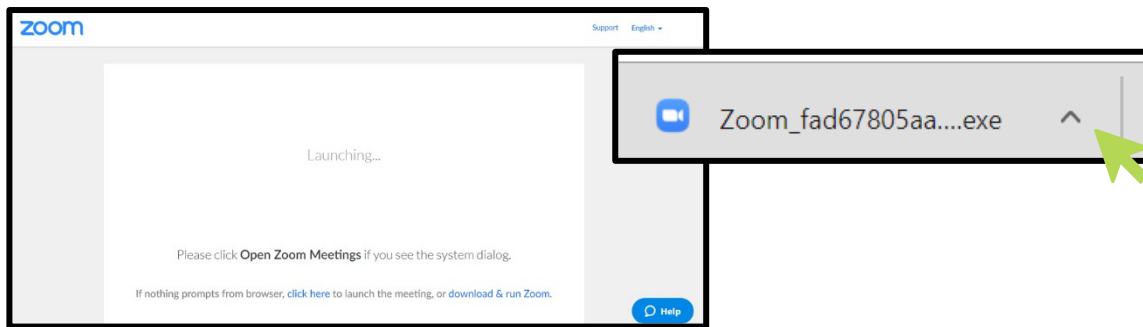 zoom
Support English
Launching...
Please click Open Zoom Meetings if you see the system dialog.
If nothing prompts from browser, click here to launch the meeting, or download & run Zoom.
Help
Zoom_fad67805aa....exe